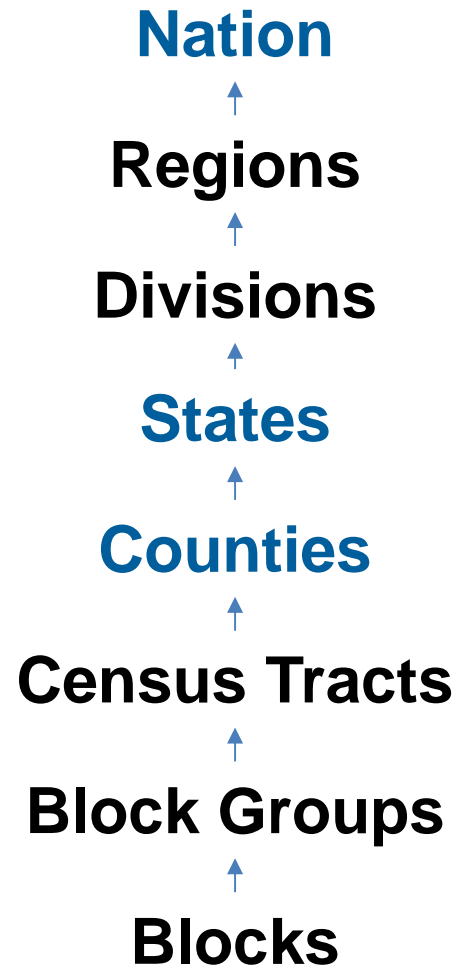 Nation
Regions
Divisions
States
Counties
Census Tracts
Block Groups
Blocks